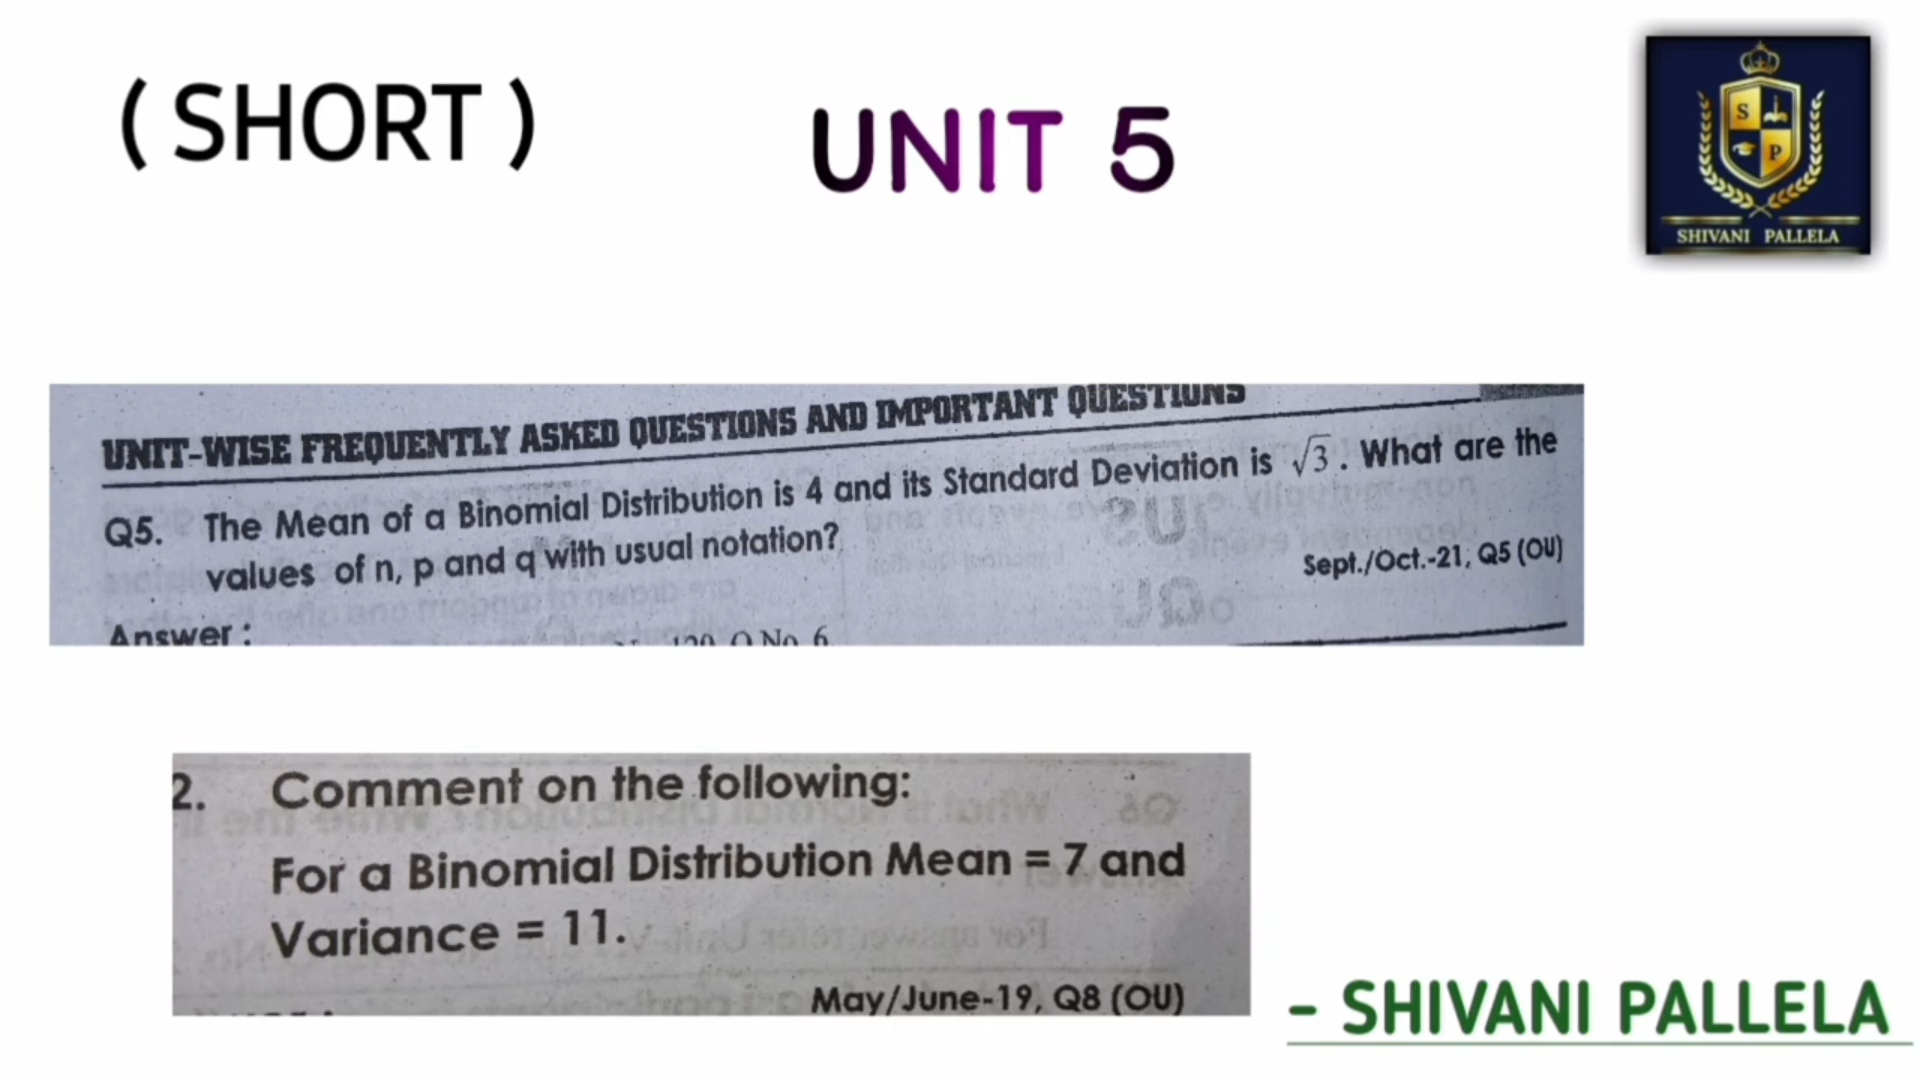 ( SHORT )
UNIT 5
S
P
SHIVANI PALLELA
UNIT-WISE FREQUENTLY ASKED QUESTIONS AND IMPORTANT QUESTIONS
Q5. The Mean of a Binomial Distribution is 4 and its Standard Deviation is √3. What are the
values of n, p and q with usual notation?
Sept./Oct.-21, Q5 (OU)
Answer :
Q No. 6
2. Comment on the following:
For a Binomial Distribution Mean = 7 and
Variance = 11.
May/June-19, Q8 (OU)
- SHIVANI PALLELA